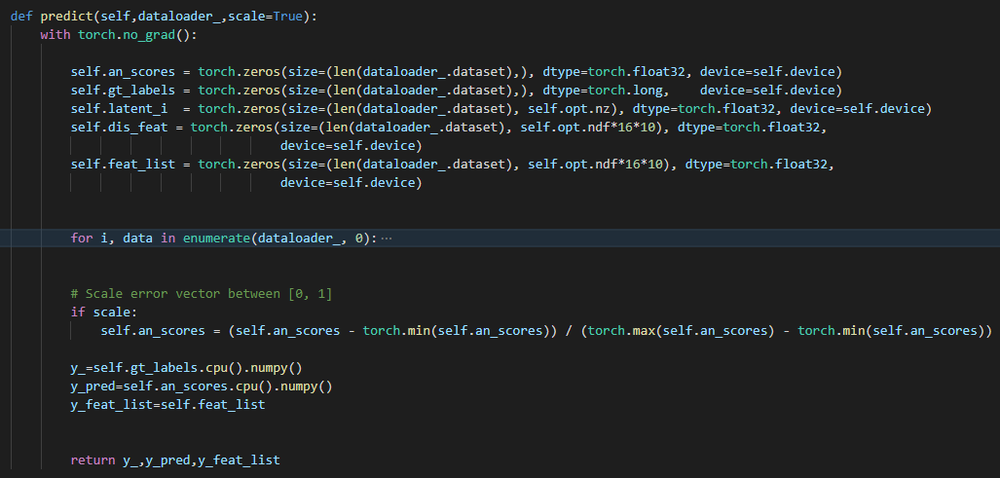 def predict(self,dataloader_,scale=True):
    with torch.no_grad():
        self.an_scores = torch.zeros(size=(len(dataloader_.dataset),), dtype=torch.float32, device=self.device)
        self.gt_labels = torch.zeros(size=(len(dataloader_.dataset),), dtype=torch.long,    device=self.device)
        self.latent_i  = torch.zeros(size=(len(dataloader_.dataset), self.opt.nz), dtype=torch.float32, device=self.device)
        self.dis_feat = torch.zeros(size=(len(dataloader_.dataset), self.opt.ndf*16*10), dtype=torch.float32,
                                    device=self.device)
        self.feat_list = torch.zeros(size=(len(dataloader_.dataset), self.opt.ndf*16*10), dtype=torch.float32,
                                    device=self.device)
        for i, data in enumerate(dataloader_, 0):···
        # Scale error vector between [0, 1]
        if scale:
            self.an_scores = (self.an_scores - torch.min(self.an_scores)) / (torch.max(self.an_scores) - torch.min(self.an_scores))
        y_=self.gt_labels.cpu().numpy()
        y_pred=self.an_scores.cpu().numpy()
        y_feat_list=self.feat_list
        return y_,y_pred,y_feat_list